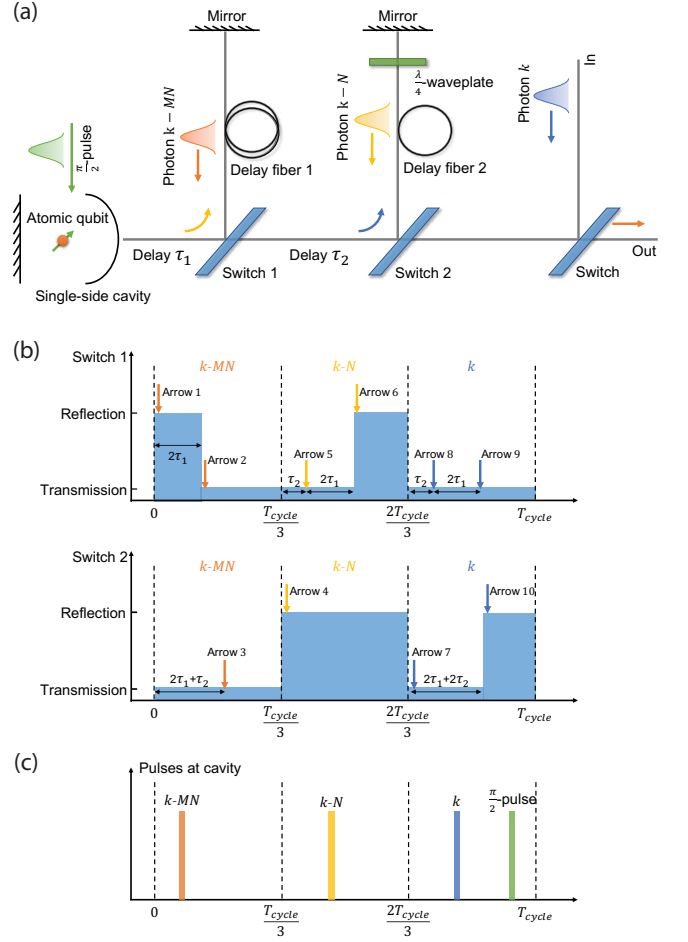 (a)
Mirror
Mirror
Photon k − MN
Photon k − N
Photon k
In
λ/4-waveplate
π/2-pulse
Delay fiber 1
Delay fiber 2
Atomic qubit
Delay τ1
Delay τ2
Out
Switch 1
Switch 2
Switch
Single-side cavity
(b)
Switch 1
k-MN
k-N
k
Arrow 1
Arrow 6
Reflection
2τ1
Arrow 2
Arrow 5
Arrow 8
Arrow 9
τ2
2τ1
τ2
2τ1
Transmission
0
Tcycle/3
2Tcycle/3
Tcycle
Switch 2
k-MN
k-N
k
Arrow 4
Arrow 10
Reflection
Arrow 3
Arrow 7
2τ1+τ2
2τ1+2τ2
Transmission
0
Tcycle/3
2Tcycle/3
Tcycle
(c)
Pulses at cavity
k-MN
k-N
k
π/2-pulse
0
Tcycle/3
2Tcycle/3
Tcycle